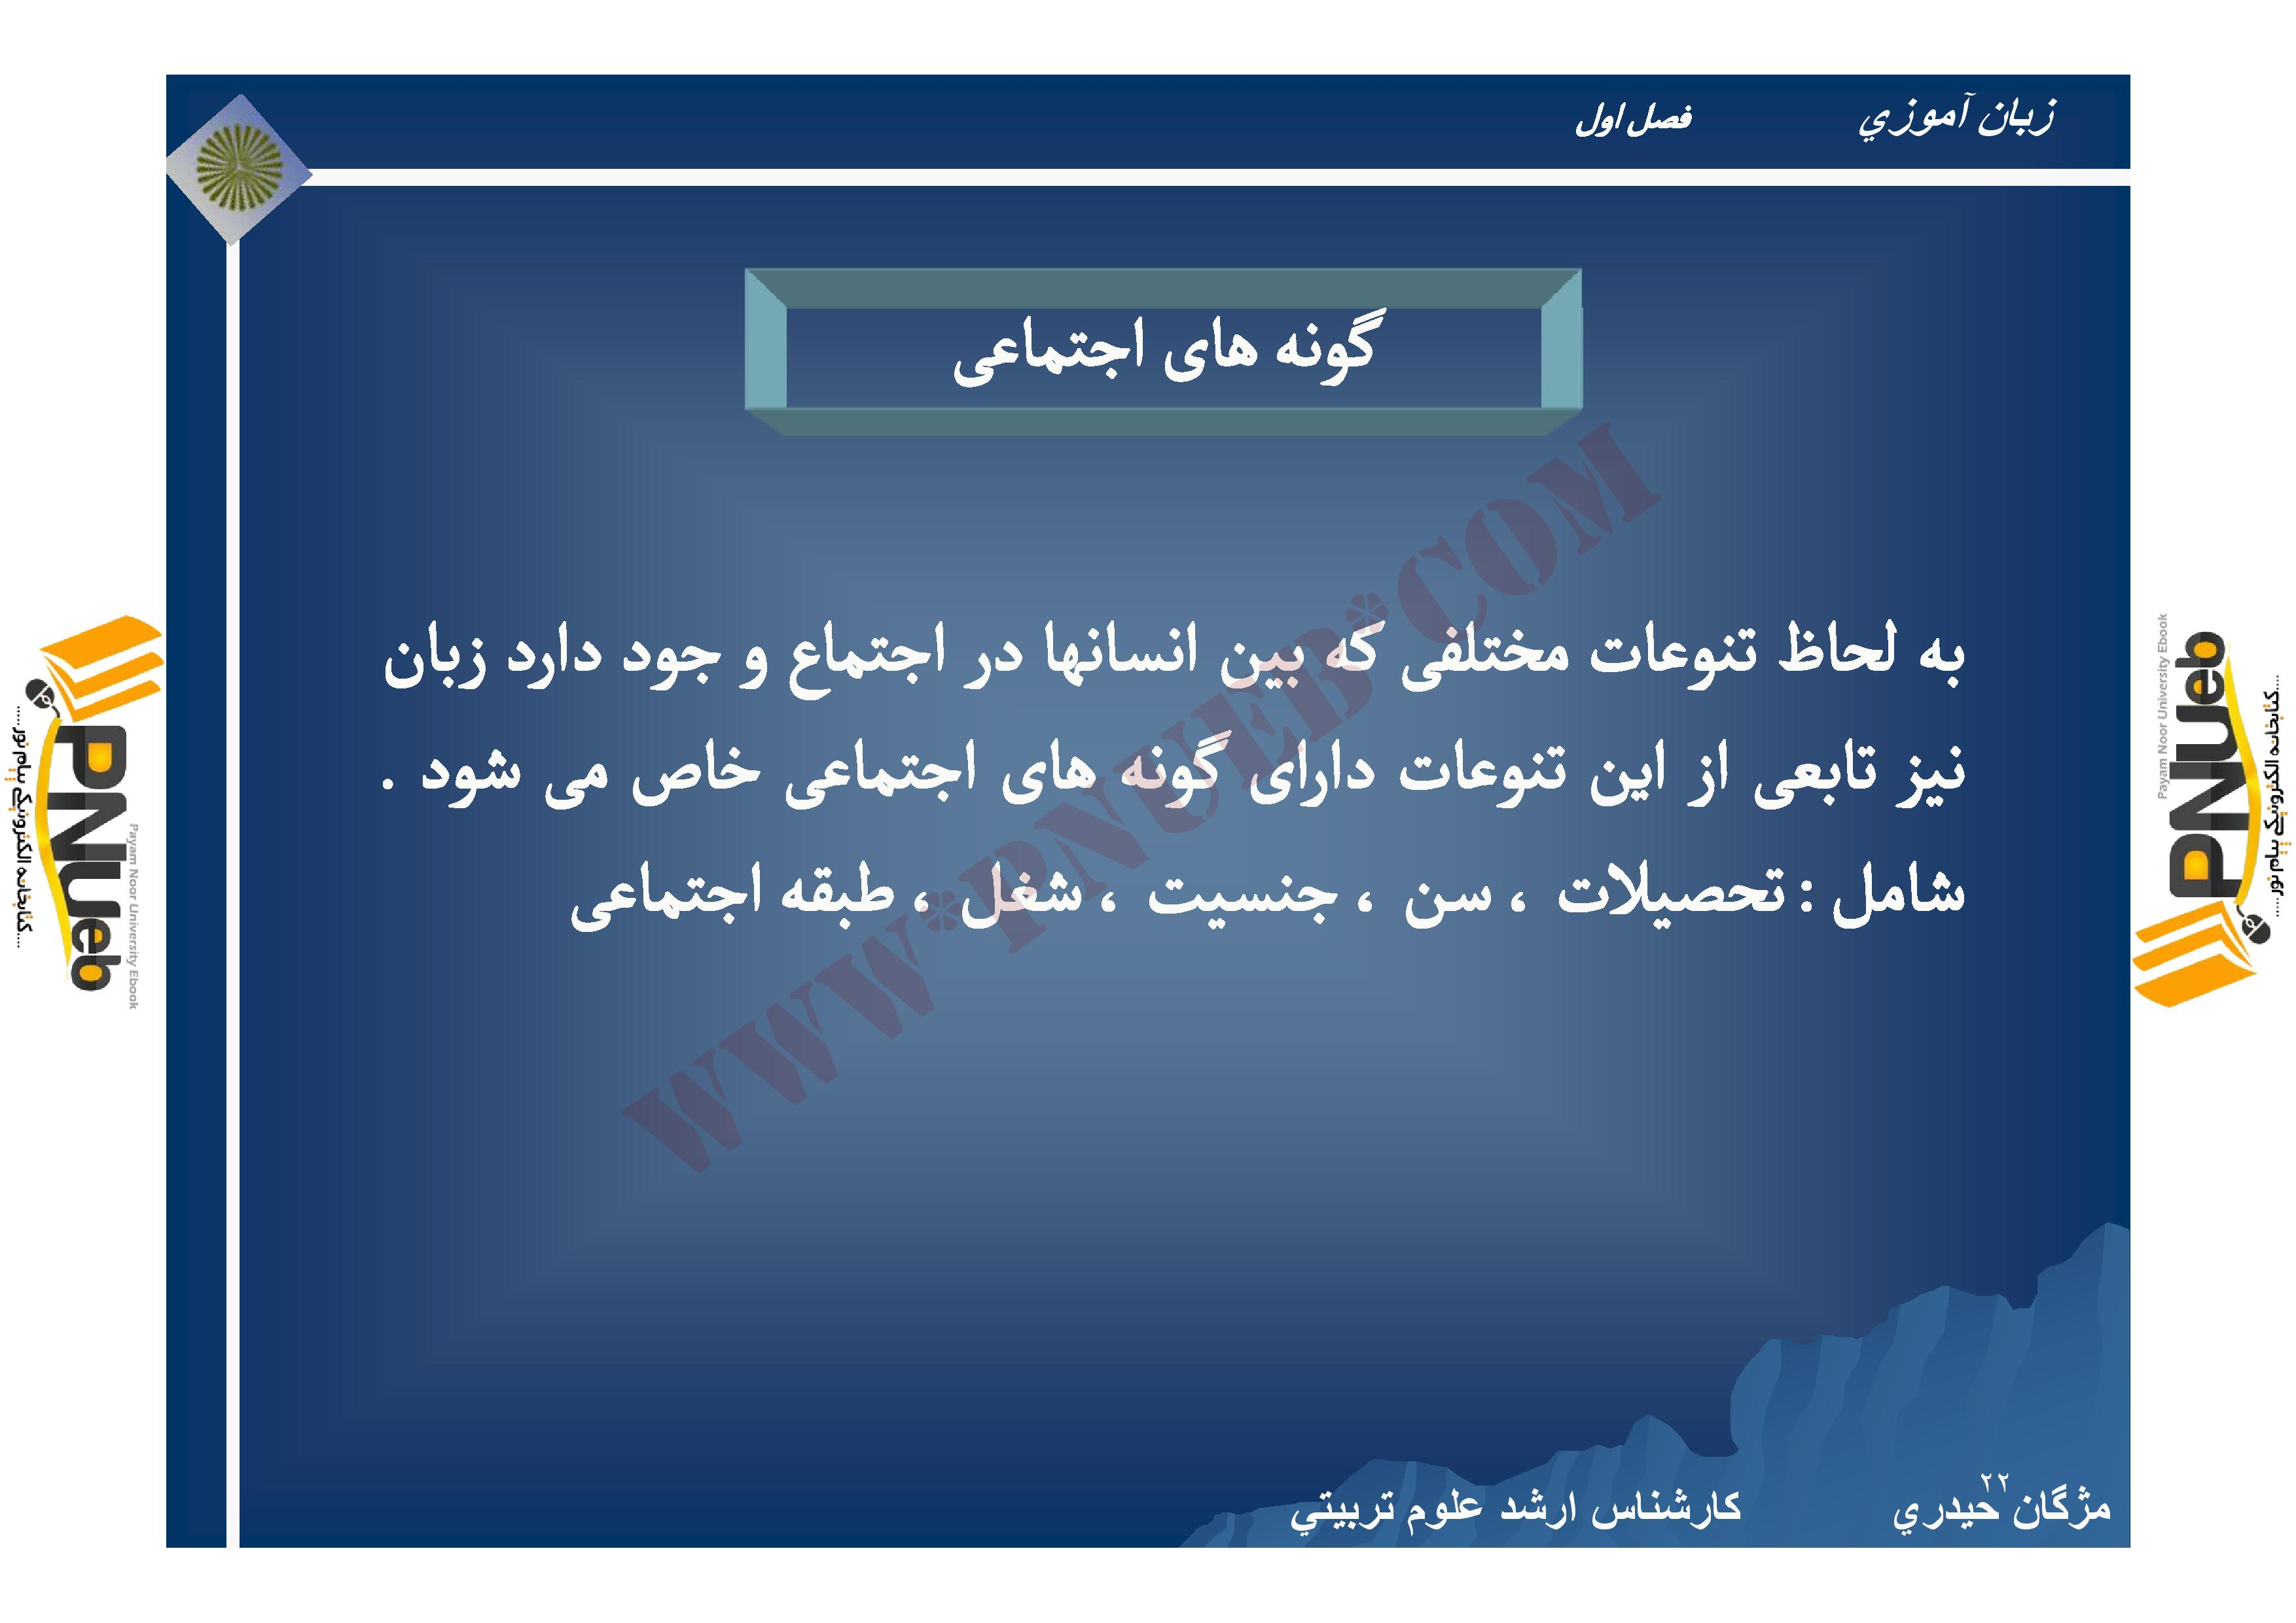 زبان آموزي
فصل اول
گونه های اجتماعی
به لحاظ تنوعات مختلفی که بین انسانها در اجتماع و جود دارد زبان
نیز تابعی از این تنوعات دارای گونه های اجتماعی خاص می شود .
شامل : تحصیلات ، سن ، جنسیت ، شغل ، طبقه اجتماعی
WWW*PNUEB*COM
۲۲
مژگان حيدري
كارشناس ارشد علوم تربيتي
PNUeb
Payam Noor University Ebook
کتابخانه الکترونیکی پیام نور.....
PNUeb
Payam Noor University Ebook
کتابخانه الکترونیکی پیام نور.....